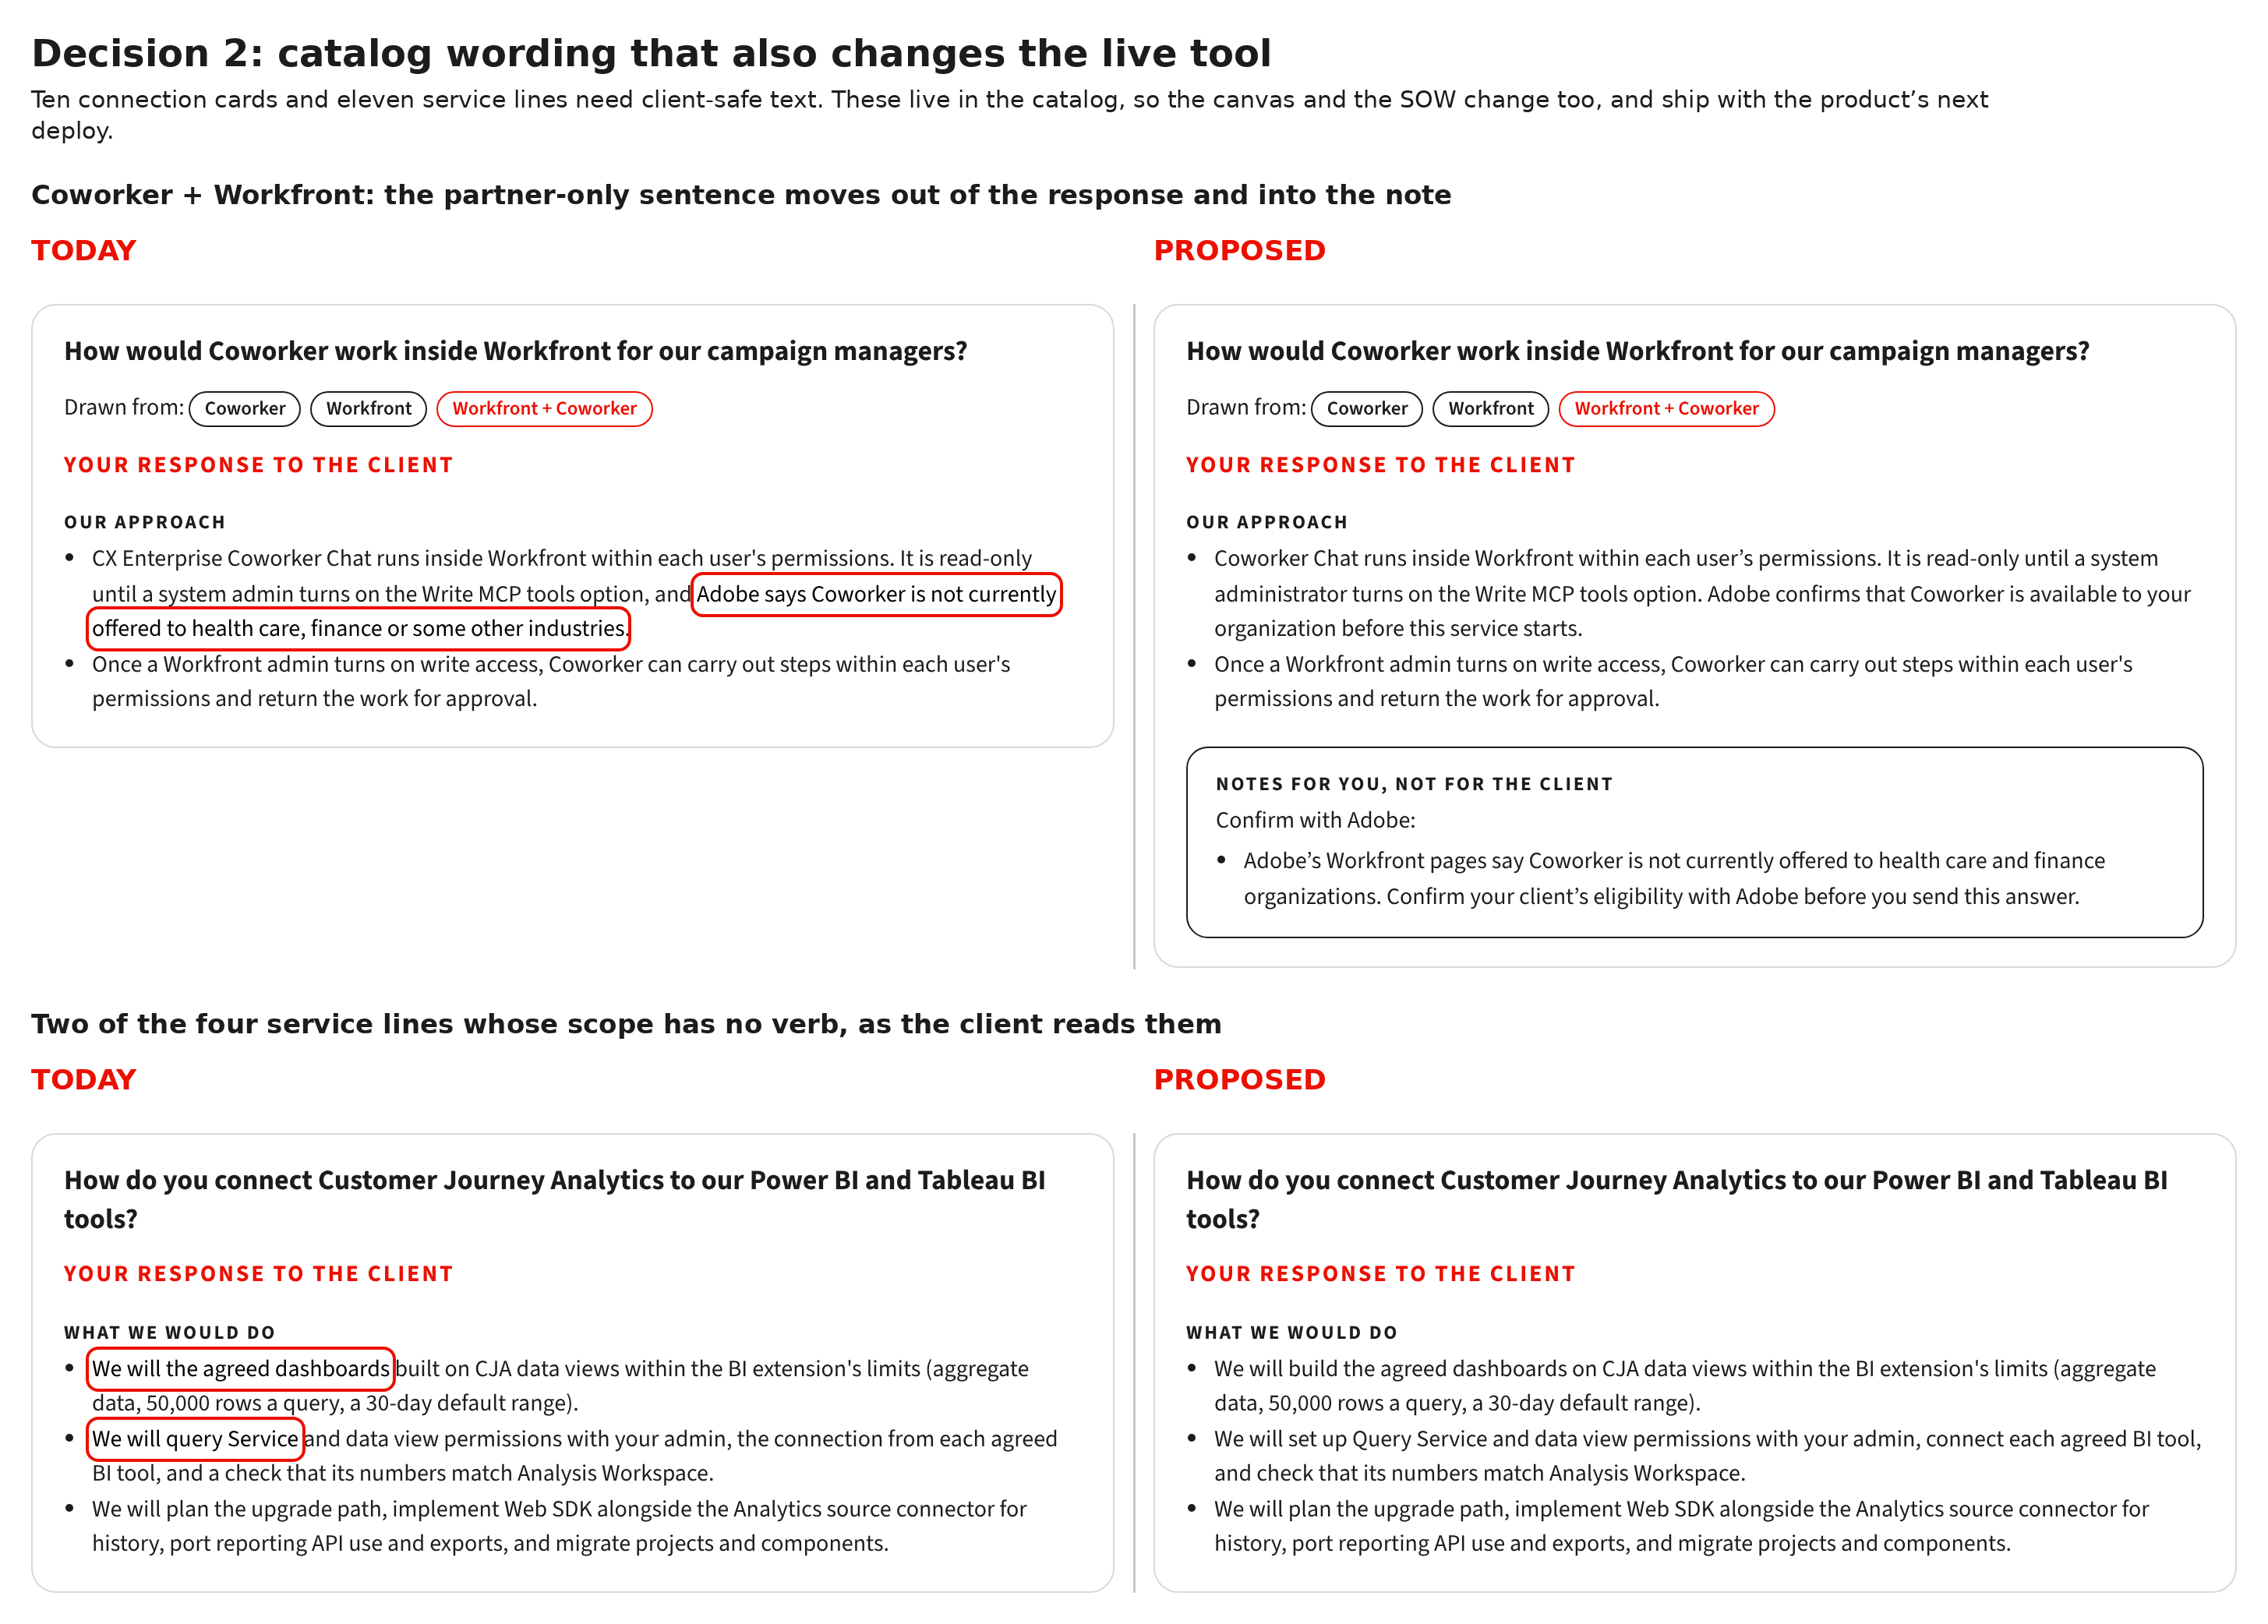 Decision 2: catalog wording that also changes the live tool
Ten connection cards and eleven service lines need client-safe text. These live in the catalog, so the canvas and the SOW change too, and ship with the product’s next
deploy.
Coworker + Workfront: the partner-only sentence moves out of the response and into the note
TODAY
How would Coworker work inside Workfront for our campaign managers?
Drawn from: Coworker Workfront Workfront + Coworker
YOUR RESPONSE TO THE CLIENT
OUR APPROACH
• CX Enterprise Coworker Chat runs inside Workfront within each user's permissions. It is read-only
until a system admin turns on the Write MCP tools option, and Adobe says Coworker is not currently
offered to health care, finance or some other industries.
• Once a Workfront admin turns on write access, Coworker can carry out steps within each user's
permissions and return the work for approval.
PROPOSED
How would Coworker work inside Workfront for our campaign managers?
Drawn from: Coworker Workfront Workfront + Coworker
YOUR RESPONSE TO THE CLIENT
OUR APPROACH
• Coworker Chat runs inside Workfront within each user’s permissions. It is read-only until a system
administrator turns on the Write MCP tools option. Adobe confirms that Coworker is available to your
organization before this service starts.
• Once a Workfront admin turns on write access, Coworker can carry out steps within each user's
permissions and return the work for approval.
NOTES FOR YOU, NOT FOR THE CLIENT
Confirm with Adobe:
• Adobe’s Workfront pages say Coworker is not currently offered to health care and finance
organizations. Confirm your client’s eligibility with Adobe before you send this answer.
Two of the four service lines whose scope has no verb, as the client reads them
TODAY
How do you connect Customer Journey Analytics to our Power BI and Tableau BI
tools?
YOUR RESPONSE TO THE CLIENT
WHAT WE WOULD DO
• We will the agreed dashboards built on CJA data views within the BI extension's limits (aggregate
data, 50,000 rows a query, a 30-day default range).
• We will query Service and data view permissions with your admin, the connection from each agreed
BI tool, and a check that its numbers match Analysis Workspace.
• We will plan the upgrade path, implement Web SDK alongside the Analytics source connector for
history, port reporting API use and exports, and migrate projects and components.
PROPOSED
How do you connect Customer Journey Analytics to our Power BI and Tableau BI
tools?
YOUR RESPONSE TO THE CLIENT
WHAT WE WOULD DO
• We will build the agreed dashboards on CJA data views within the BI extension's limits (aggregate
data, 50,000 rows a query, a 30-day default range).
• We will set up Query Service and data view permissions with your admin, connect each agreed BI tool,
and check that its numbers match Analysis Workspace.
• We will plan the upgrade path, implement Web SDK alongside the Analytics source connector for
history, port reporting API use and exports, and migrate projects and components.